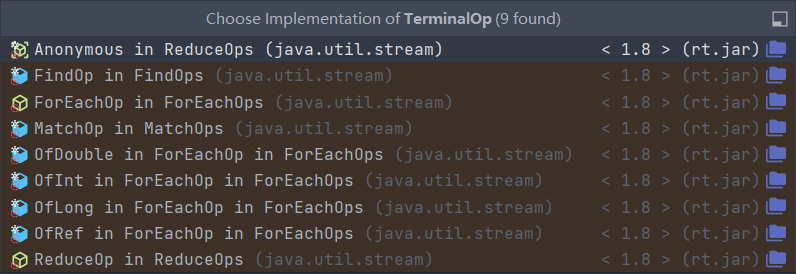 Choose Implementation of TerminalOp (9 found)
Anonymous in ReduceOps (java.util.stream) < 1.8 > (rt.jar)
FindOp in FindOps (java.util.stream) < 1.8 > (rt.jar)
ForEachOp in ForEachOps (java.util.stream) < 1.8 > (rt.jar)
MatchOp in MatchOps (java.util.stream) < 1.8 > (rt.jar)
OfDouble in ForEachOp in ForEachOps (java.util.stream) < 1.8 > (rt.jar)
OfInt in ForEachOp in ForEachOps (java.util.stream) < 1.8 > (rt.jar)
OfLong in ForEachOp in ForEachOps (java.util.stream) < 1.8 > (rt.jar)
OfRef in ForEachOp in ForEachOps (java.util.stream) < 1.8 > (rt.jar)
ReduceOp in ReduceOps (java.util.stream) < 1.8 > (rt.jar)